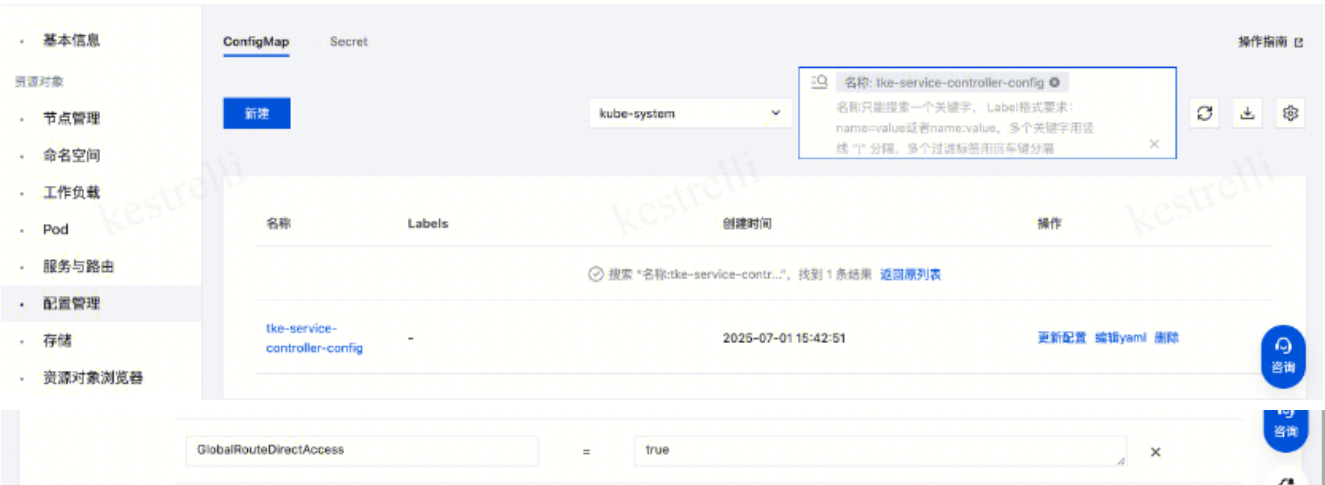 基本信息
资源对象
节点管理
命名空间
工作负载
Pod
服务与路由
配置管理
存储
资源对象浏览器
ConfigMap Secret 操作指南
新建 kube-system 名称: tke-service-controller-config
名称只能搜索一个关键字， Label格式要求：
name=value或者name:value，多个关键字用竖
线 “|” 分隔，多个过滤标签用回车键分隔
名称 Labels 创建时间 操作
搜索 "名称:tke-service-contr..."，找到 1 条结果 返回原列表
tke-service-
controller-config
- 2025-07-01 15:42:51 更新配置 编辑yaml 删除
咨询
kestrelli
kestrelli
kestrelli
咨询
GlobalRouteDirectAccess = true